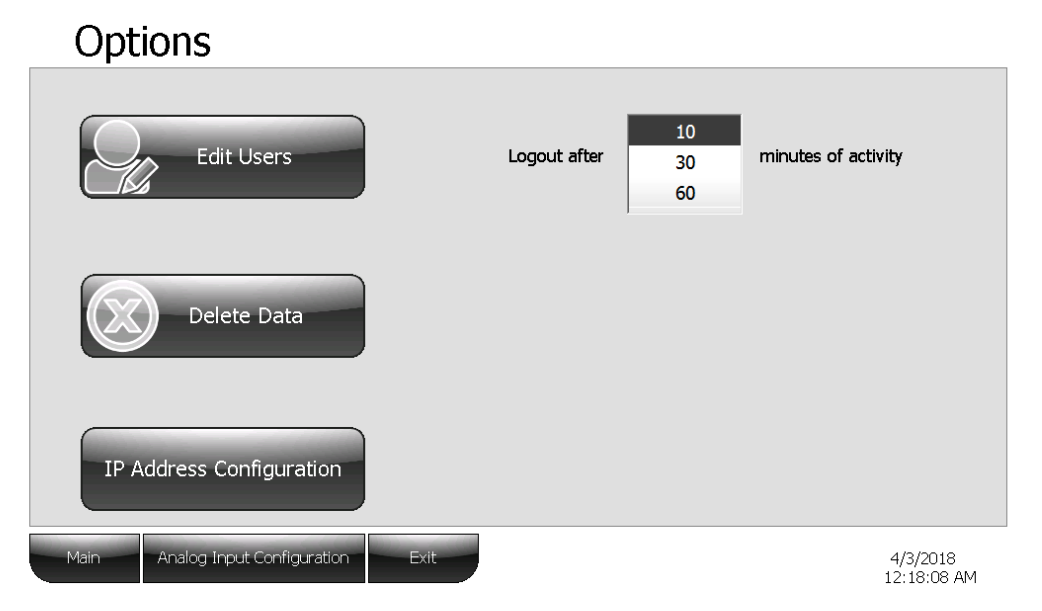 Options
Edit Users
Logout after
10
30
60
minutes of activity
Delete Data
IP Address Configuration
Main
Analog Input Configuration
Exit
4/3/2018
12:18:08 AM